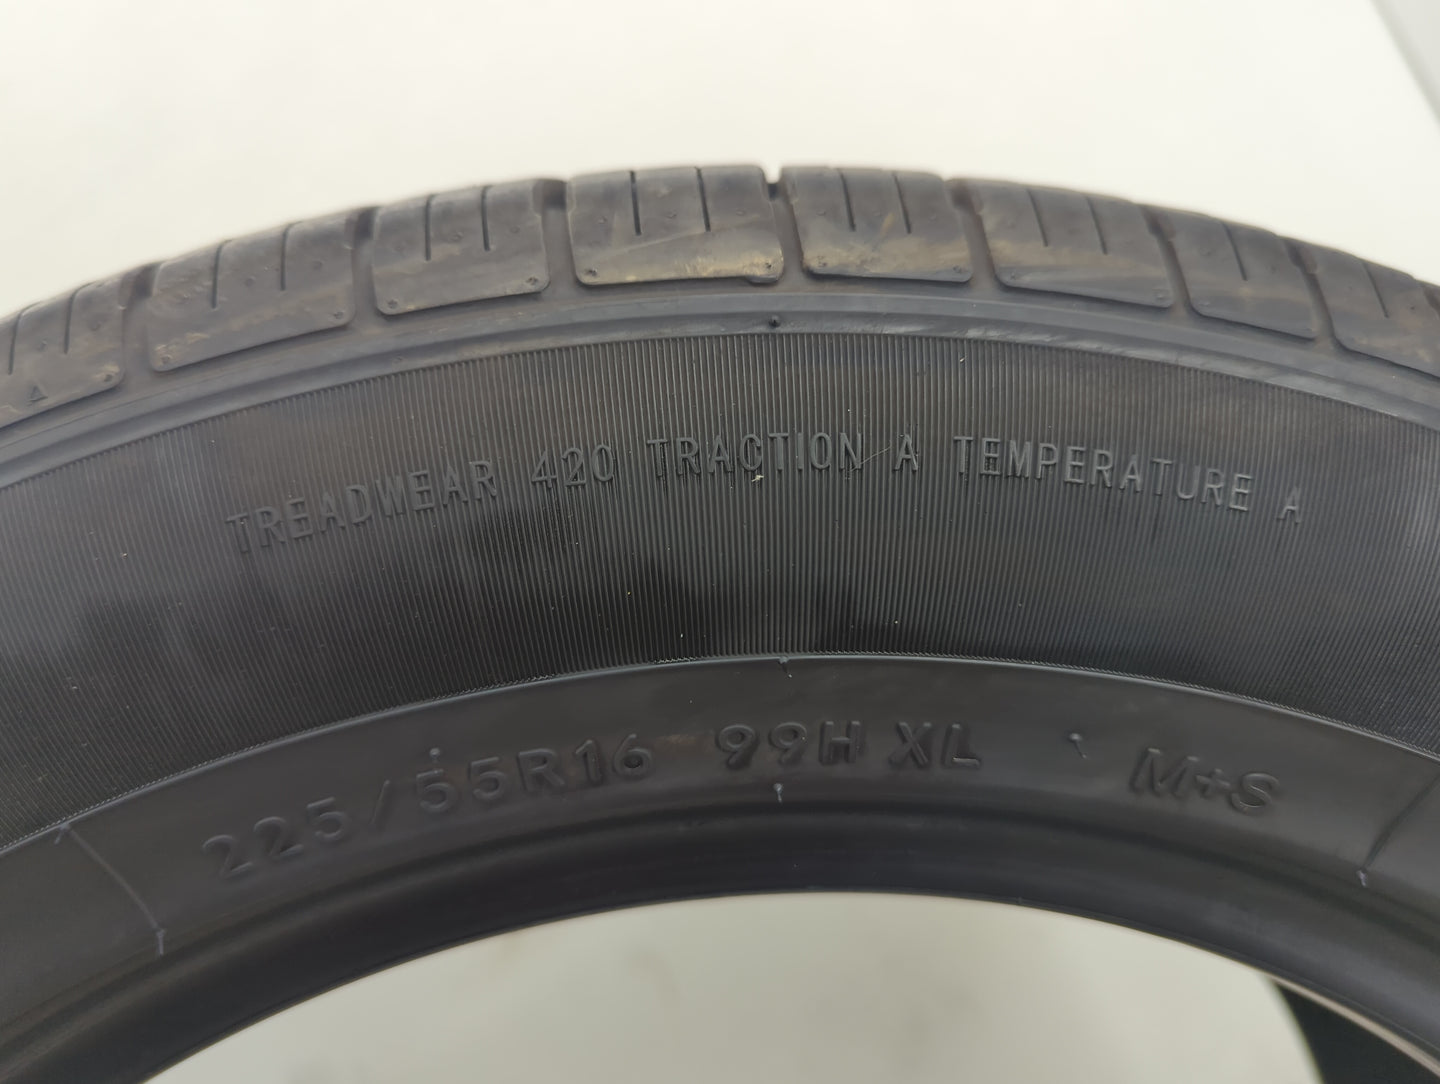 TREADWEAR 420 TRACTION A TEMPERATURE A
225/55R16 99H XL M+S